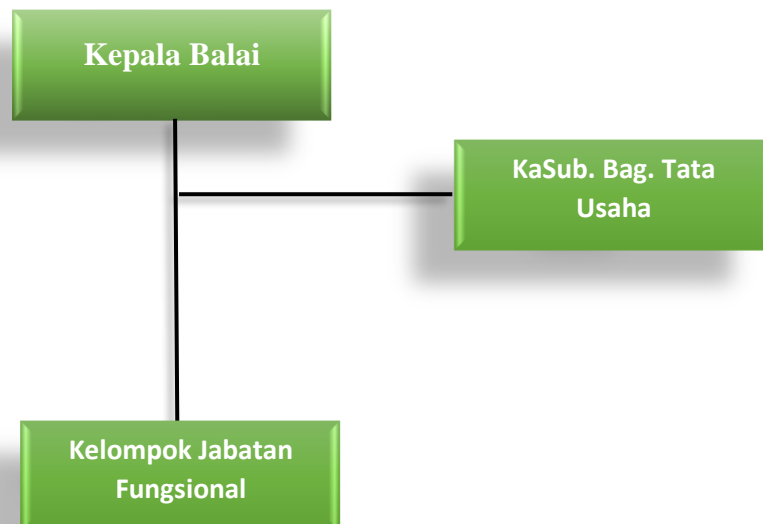 Kepala Balai
KaSub. Bag. Tata
Usaha
Kelompok Jabatan
Fungsional